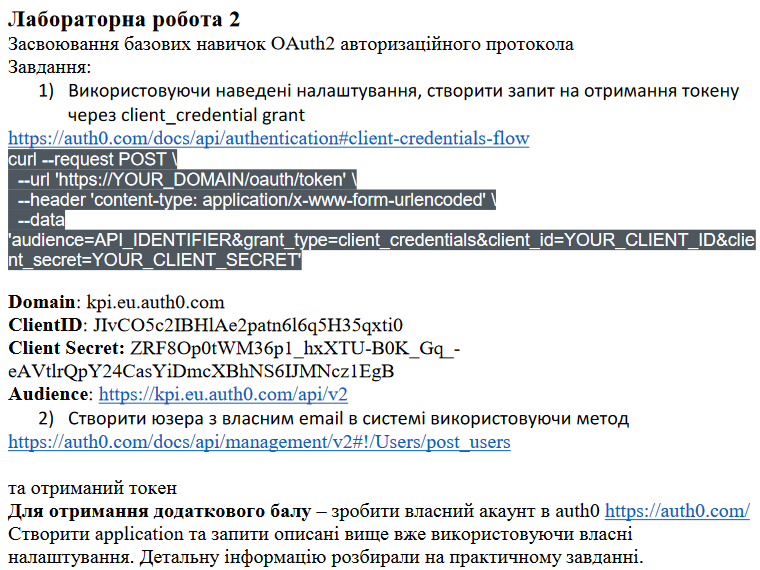 Лабораторна робота 2
Засвоювання базових навичок OAuth2 авторизаційного протокола
Завдання:
1) Використовуючи наведені налаштування, створити запит на отримання токену
через client_credential grant
https://auth0.com/docs/api/authentication#client-credentials-flow
curl --request POST \
--url 'https://YOUR_DOMAIN/oauth/token' \
--header 'content-type: application/x-www-form-urlencoded' \
--data
'audience=API_IDENTIFIER&grant_type=client_credentials&client_id=YOUR_CLIENT_ID&clie
nt_secret=YOUR_CLIENT_SECRET'
Domain: kpi.eu.auth0.com
ClientID: JIvCO5c2IBHlAe2patn6l6q5H35qxti0
Client Secret: ZRF8Op0tWM36p1_hxXTU-B0K_Gq_-
eAVtlrQpY24CasYiDmcXBhNS6IJMNcz1EgB
Audience: https://kpi.eu.auth0.com/api/v2
2) Створити юзера з власним email в системі використовуючи метод
https://auth0.com/docs/api/management/v2#!/Users/post_users
та отриманий токен
Для отримання додаткового балу – зробити власний акаунт в auth0 https://auth0.com/
Створити application та запити описані вище вже використовуючи власні
налаштування. Детальну інформацію розбирали на практичному завданні.